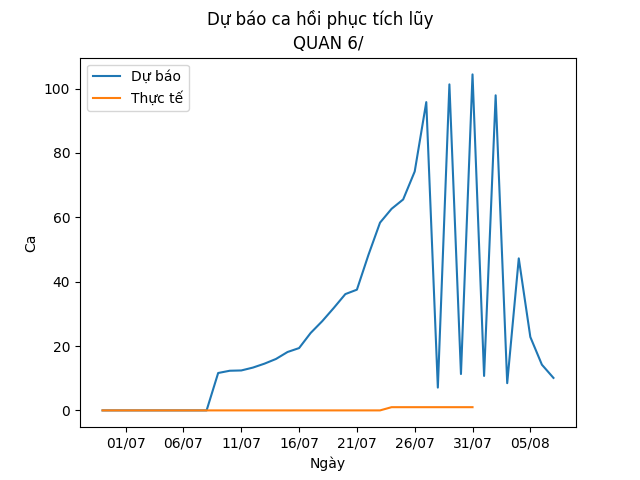 Dự báo ca hồi phục tích lũy
QUAN 6/
Dự báo
Thực tế
Ca
100
80
60
40
20
0
01/07 06/07 11/07 16/07 21/07 26/07 31/07 05/08
Ngày